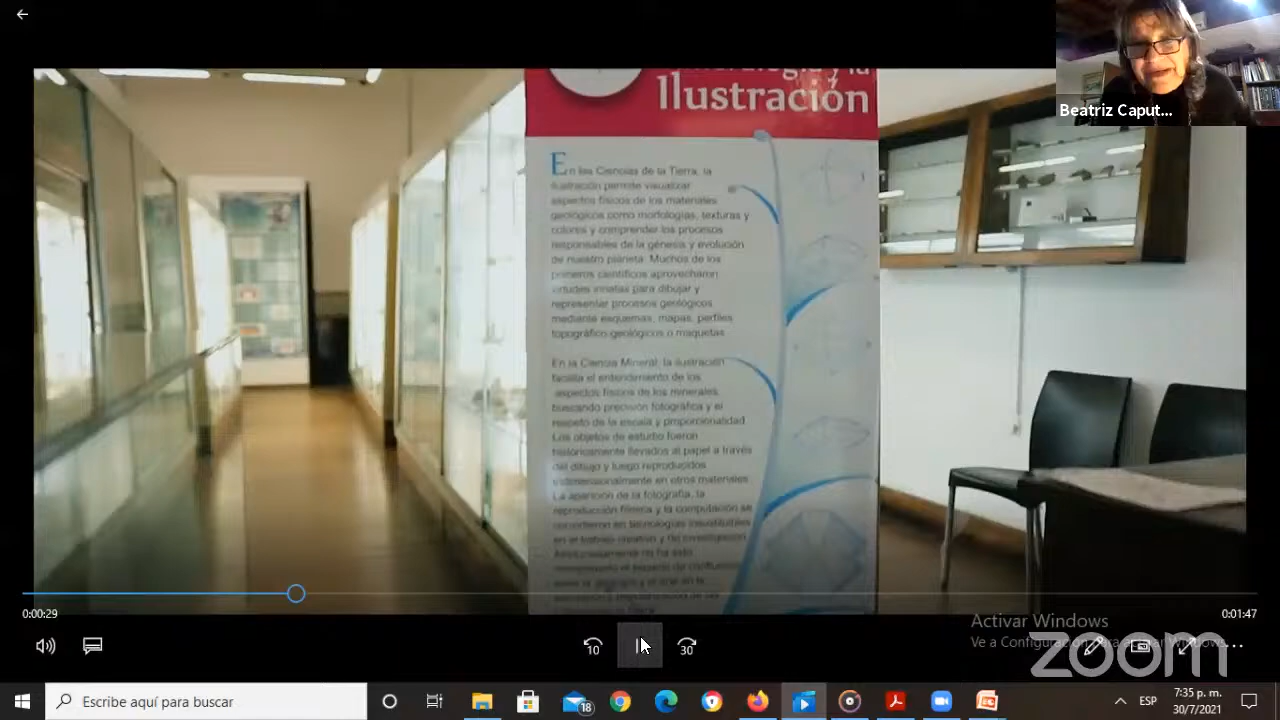 Beatriz Caput...
Ilustración
En las Ciencias de la Tierra, la
ilustración permite visualizar
aspectos físicos de los materiales
geológicos como morfologías, texturas y
colores y comprender los procesos
responsables de la génesis y evolución
de nuestro planeta. Muchos de los
primeros científicos aprovecharon
virtudes innatas para dibujar y
representar procesos geológicos
mediante esquemas, mapas, perfiles
topográfico-geológicos o maquetas.
En la Ciencia Mineral, la ilustración
facilita el entendimiento de los
aspectos físicos de los minerales,
buscando precisión fotográfica y el
respeto de la escala y proporcionalidad.
Los objetos de estudio fueron
históricamente llevados al papel a través
del dibujo y luego reproducidos
en otros materiales.
La aparición de la fotografía, la
reproducción fílmica y la computación se
convirtieron en tecnologías
en el trabajo creativo y de investigación
0:00:29
0:01:47
10
30
Activar Windows
Ve a Configuración para activar Windows.
zoom
Escribe aquí para buscar
18
ESP
7:35 p. m.
30/7/2021